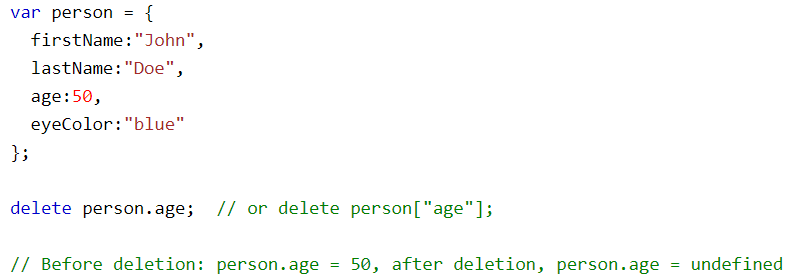 var person = {
  firstName:"John",
  lastName:"Doe",
  age:50,
  eyeColor:"blue"
};
delete person.age;  // or delete person["age"];
// Before deletion: person.age = 50, after deletion, person.age = undefined